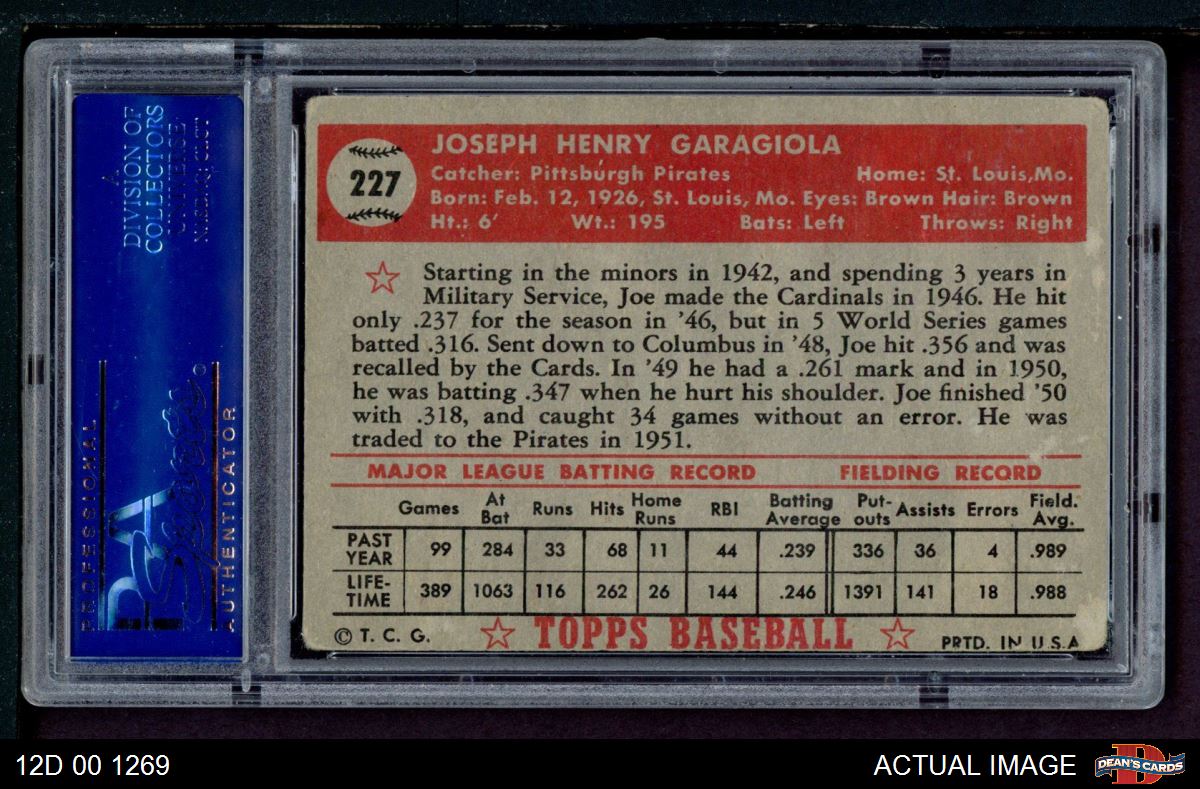 DIVISION OF
COLLECTORS
UNIVERSE
PROFESSIONAL
PSA
Sports
AUTHENTICATOR
227
JOSEPH HENRY GARAGIOLA
Catcher: Pittsburgh Pirates Home: St. Louis,Mo.
Born: Feb. 12, 1926, St. Louis, Mo. Eyes: Brown Hair: Brown
Ht.: 6' Wt.: 195 Bats: Left Throws: Right
Starting in the minors in 1942, and spending 3 years in
Military Service, Joe made the Cardinals in 1946. He hit
only .237 for the season in '46, but in 5 World Series games
batted .316. Sent down to Columbus in '48, Joe hit .356 and was
recalled by the Cards. In '49 he had a .261 mark and in 1950,
he was batting .347 when he hurt his shoulder. Joe finished '50
with .318, and caught 34 games without an error. He was
traded to the Pirates in 1951.
MAJOR LEAGUE BATTING RECORD FIELDING RECORD
Games At Bat Runs Hits Home Runs RBI Batting Average Put-outs Assists Errors Field. Avg.
PAST YEAR 99 284 33 68 11 44 .239 336 36 4 .989
LIFE-TIME 389 1063 116 262 26 144 .246 1391 141 18 .988
© T. C. G. TOPPS BASEBALL PRTD. IN U.S.A
12D 00 1269 ACTUAL IMAGE DEAN'S CARDS